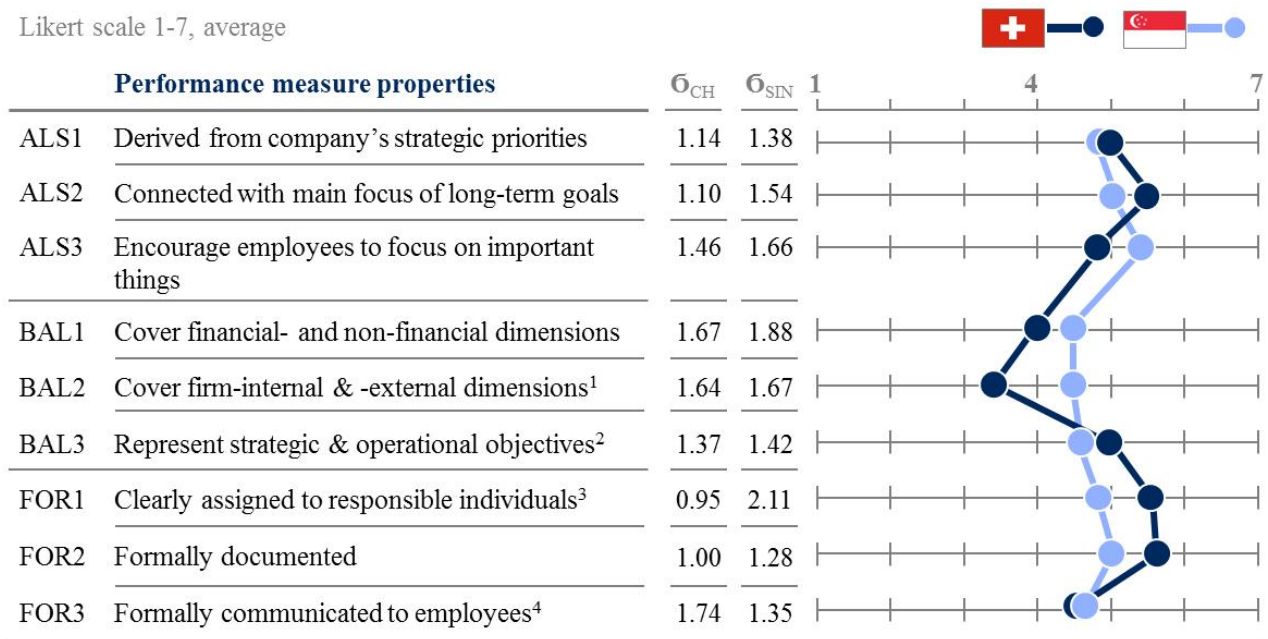 Likert scale 1-7, average
Performance measure properties ϬCH ϬSIN 1 4 7
ALS1 Derived from company’s strategic priorities 1.14 1.38
ALS2 Connected with main focus of long-term goals 1.10 1.54
ALS3 Encourage employees to focus on important 1.46 1.66
things
BAL1 Cover financial- and non-financial dimensions 1.67 1.88
BAL2 Cover firm-internal & -external dimensions¹ 1.64 1.67
BAL3 Represent strategic & operational objectives² 1.37 1.42
FOR1 Clearly assigned to responsible individuals³ 0.95 2.11
FOR2 Formally documented 1.00 1.28
FOR3 Formally communicated to employees⁴ 1.74 1.35